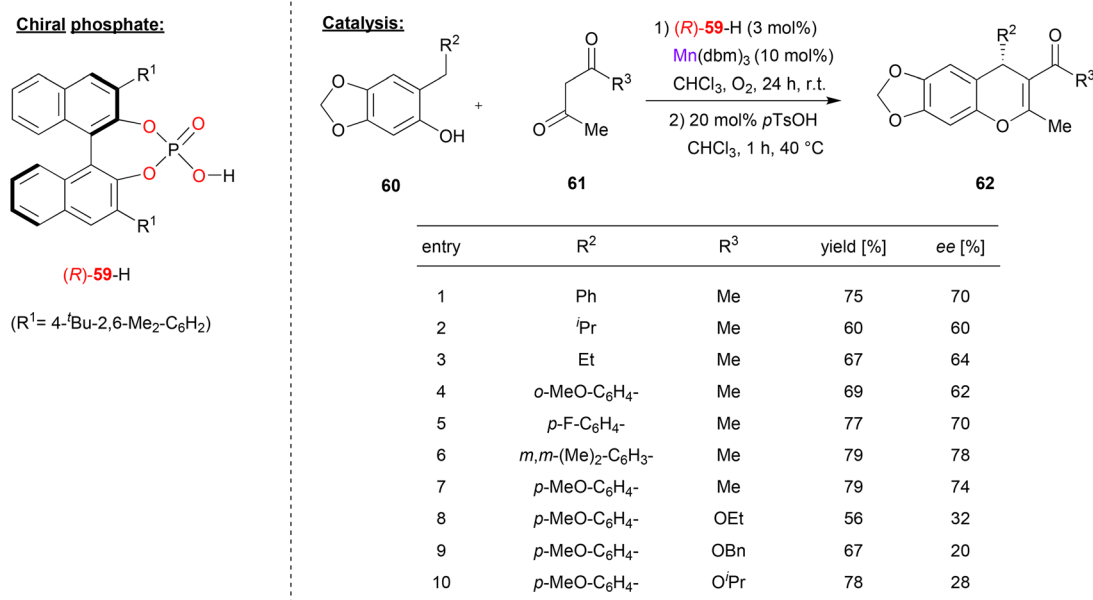 Chiral phosphate:
R¹
O
O
P
O
O–H
R¹
(R)-59-H
(R¹= 4-ᵗBu-2,6-Me₂-C₆H₂)
Catalysis:
R²
O
O
OH
60
+
O
R³
O
Me
61
1) (R)-59-H (3 mol%)
Mn(dbm)₃ (10 mol%)
CHCl₃, O₂, 24 h, r.t.
2) 20 mol% pTsOH
CHCl₃, 1 h, 40 °C
R²
O
O
R³
O
O
Me
62
entry R² R³ yield [%] ee [%]
1 Ph Me 75 70
2 ⁱPr Me 60 60
3 Et Me 67 64
4 o-MeO-C₆H₄- Me 69 62
5 p-F-C₆H₄- Me 77 70
6 m,m-(Me)₂-C₆H₃- Me 79 78
7 p-MeO-C₆H₄- Me 79 74
8 p-MeO-C₆H₄- OEt 56 32
9 p-MeO-C₆H₄- OBn 67 20
10 p-MeO-C₆H₄- OⁱPr 78 28